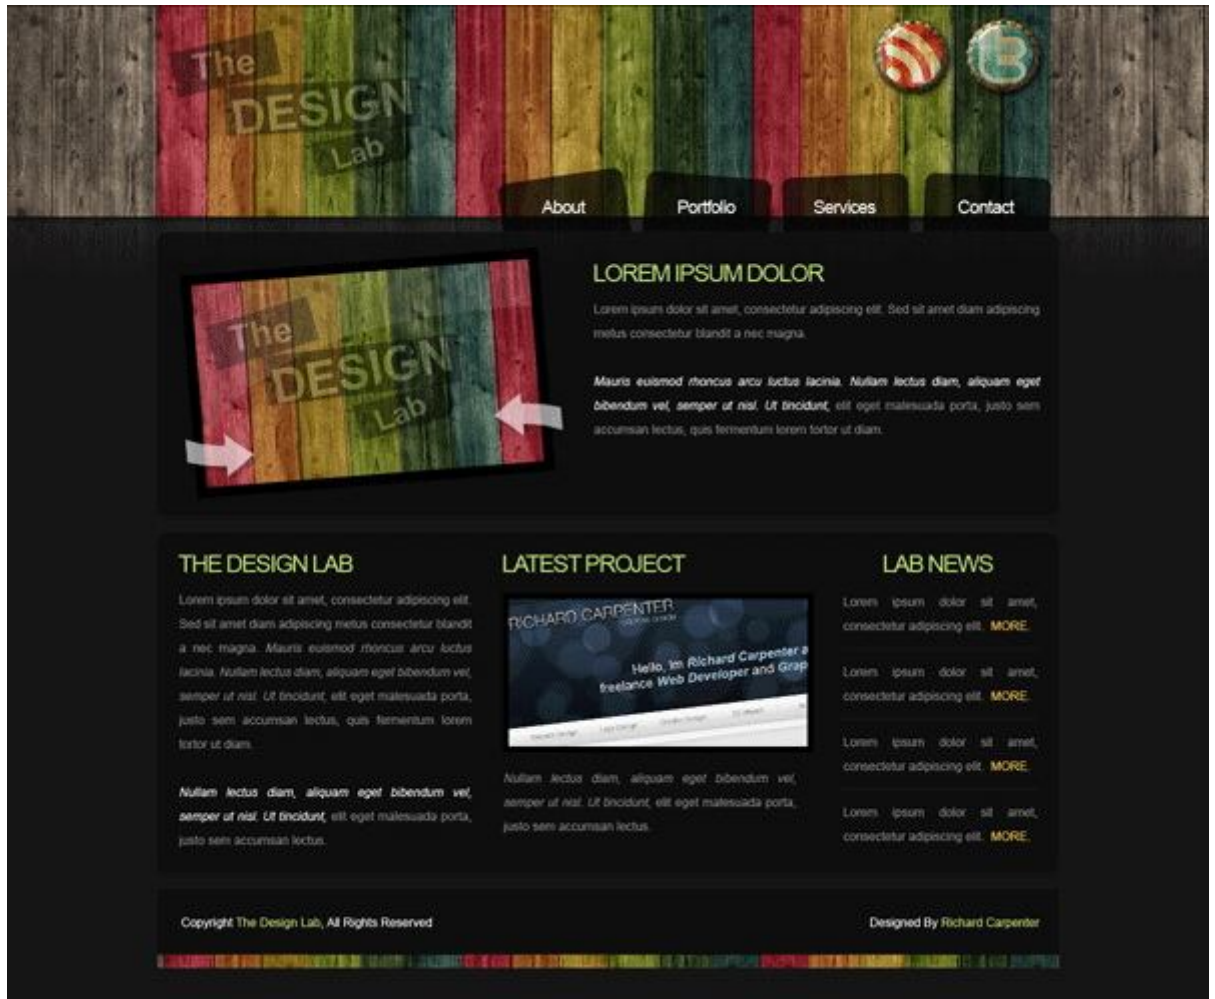 The
DESIGN
Lab
About
Portfolio
Services
Contact
The
DESIGN
Lab
LOREM IPSUM DOLOR
Lorem ipsum dolor sit amet, consectetur adipiscing elit. Sed sit amet diam adipiscing
metus consectetur blandit a nec magna.
Mauris euismod rhoncus arcu luctus lacinia. Nullam lectus diam, aliquam eget
bibendum vel, semper ut nisl. Ut tincidunt, elit eget malesuada porta, justo sem
accumsan lectus, quis fermentum lorem tortor ut diam.
THE DESIGN LAB
Lorem ipsum dolor sit amet, consectetur adipiscing elit.
Sed sit amet diam adipiscing metus consectetur blandit
a nec magna. Mauris euismod rhoncus arcu luctus
lacinia. Nullam lectus diam, aliquam eget bibendum vel,
semper ut nisl. Ut tincidunt, elit eget malesuada porta,
justo sem accumsan lectus, quis fermentum lorem
tortor ut diam.
Nullam lectus diam, aliquam eget bibendum vel,
semper ut nisl. Ut tincidunt, elit eget malesuada porta,
justo sem accumsan lectus.
LATEST PROJECT
RICHARD CARPENTER
Hello, Im Richard Carpenter a
freelance Web Developer and Grap
Nullam lectus diam, aliquam eget bibendum vel,
semper ut nisl. Ut tincidunt, elit eget malesuada porta,
justo sem accumsan lectus.
LAB NEWS
Lorem ipsum dolor sit amet,
consectetur adipiscing elit. MORE.
Lorem ipsum dolor sit amet,
consectetur adipiscing elit. MORE.
Lorem ipsum dolor sit amet,
consectetur adipiscing elit. MORE.
Lorem ipsum dolor sit amet,
consectetur adipiscing elit. MORE.
Copyright The Design Lab, All Rights Reserved
Designed By Richard Carpenter